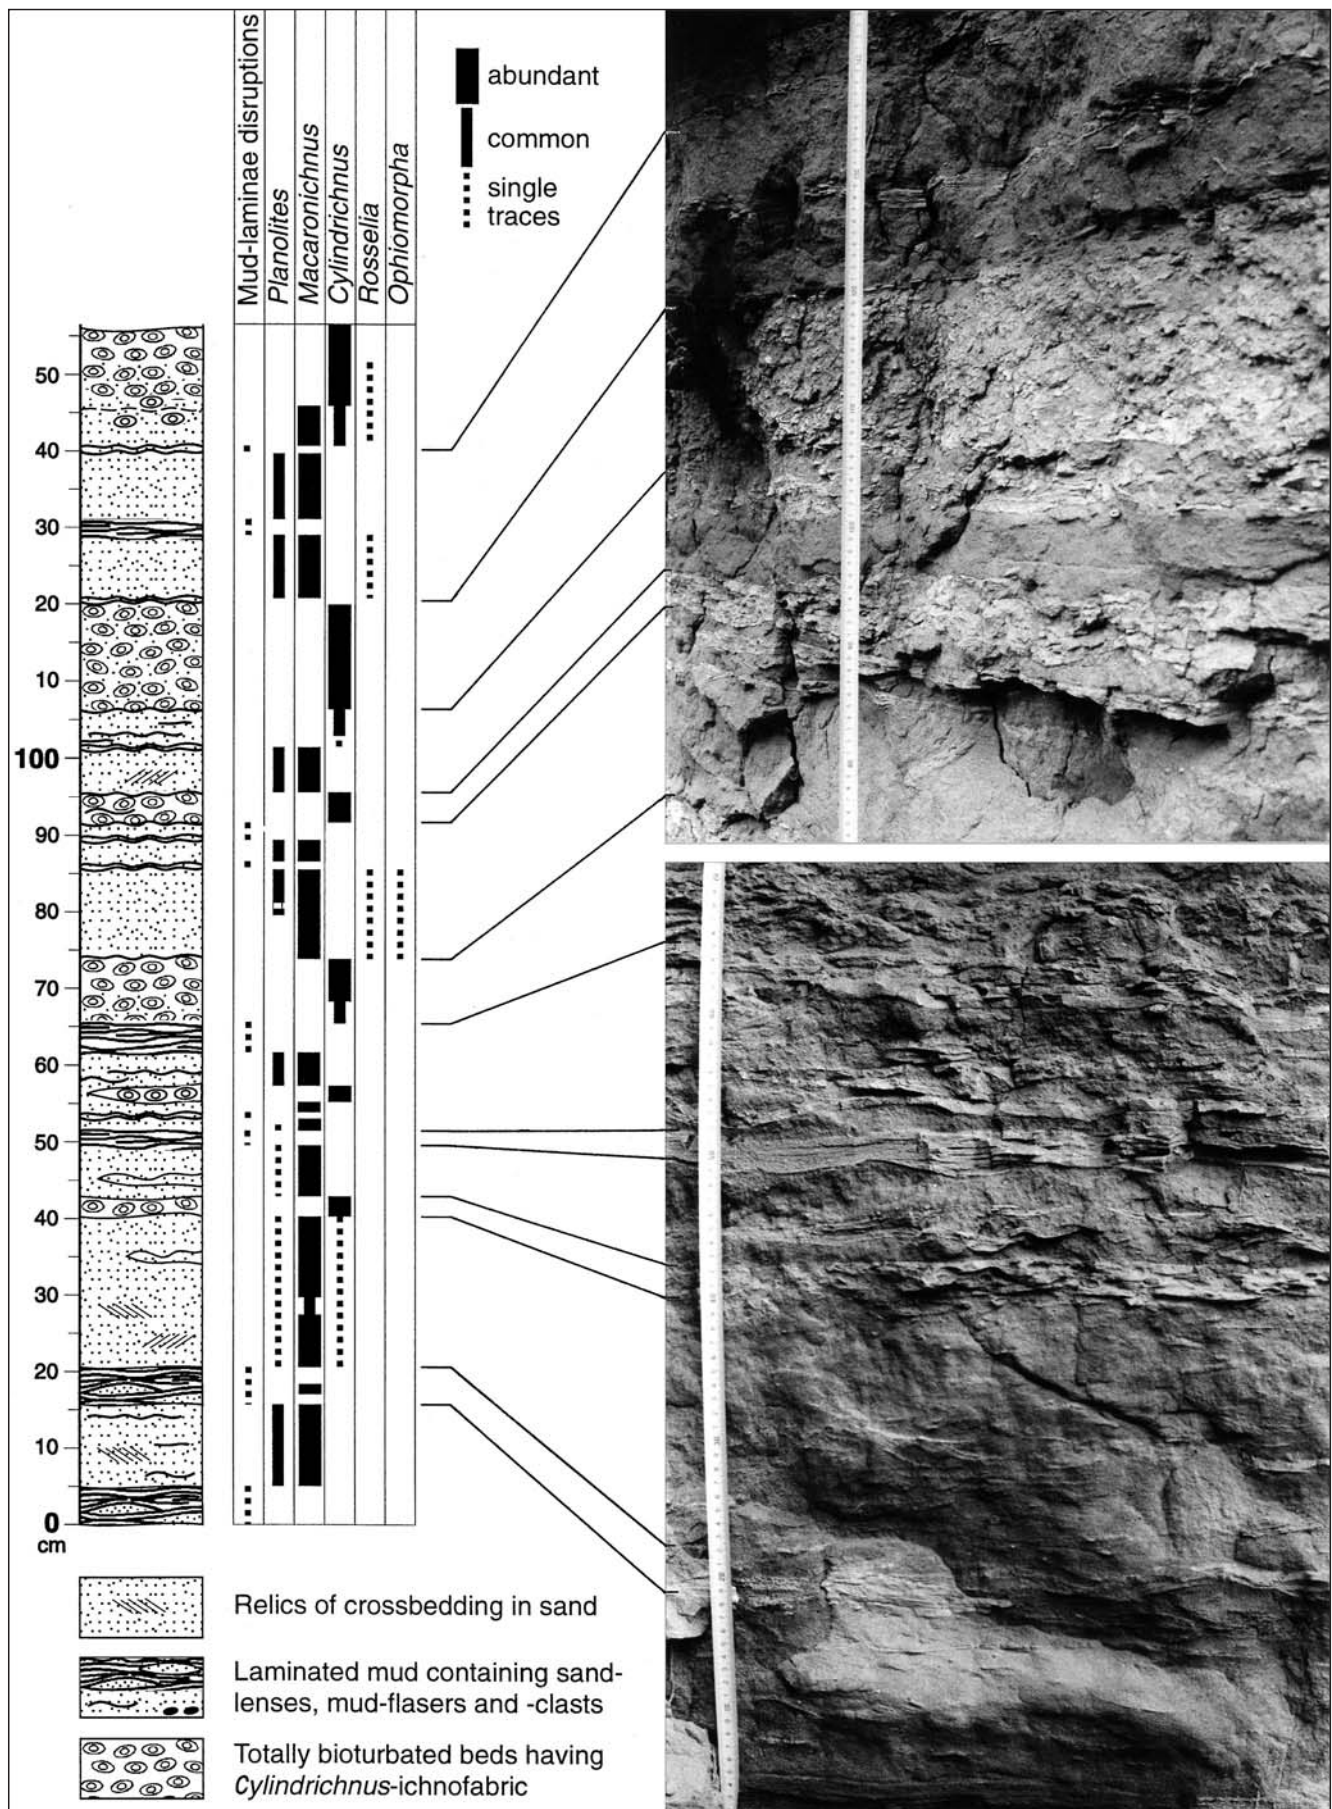 Mud-laminae disruptions
Planolites
Macaronichnus
Cylindrichnus
Rosselia
Ophiomorpha
abundant
common
single
traces
50
40
30
20
10
100
90
80
70
60
50
40
30
20
10
0
cm
Relics of crossbedding in sand
Laminated mud containing sand-
lenses, mud-flasers and -clasts
Totally bioturbated beds having
Cylindrichnus-ichnofabric